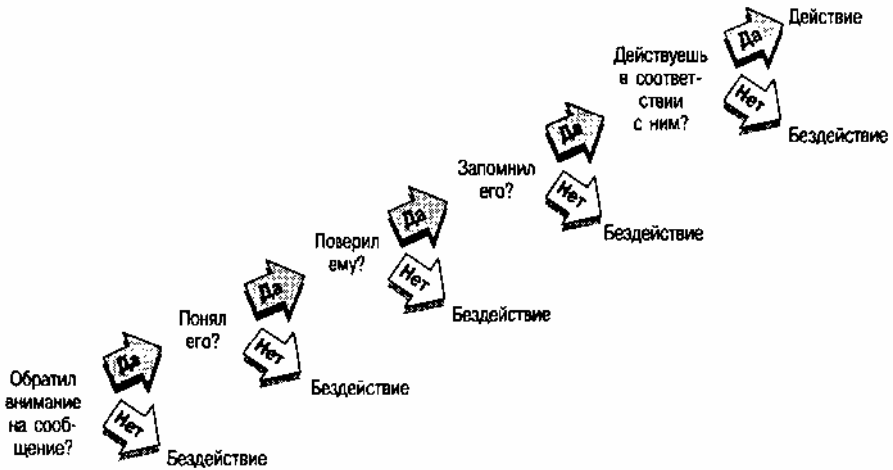 Обратил
внимание
на сооб-
щение?
Да
Нет
Бездействие
Понял
его?
Да
Нет
Бездействие
Поверил
ему?
Да
Нет
Бездействие
Запомнил
его?
Да
Нет
Бездействие
Действуешь
в соответ-
ствии
с ним?
Да
Действие
Нет
Бездействие